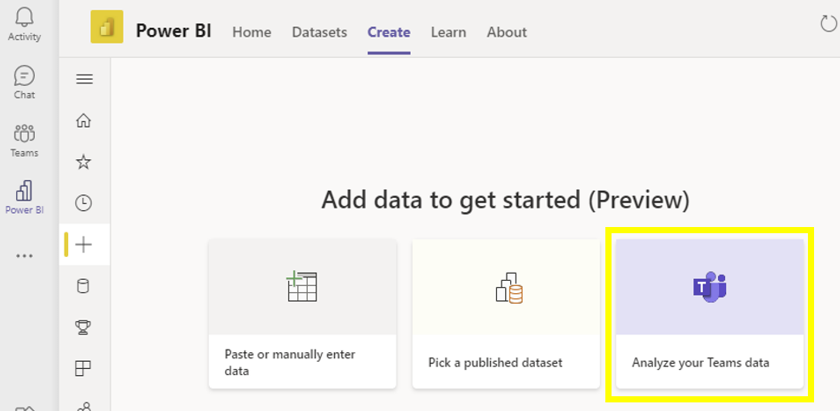 Activity
Chat
Teams
Power BI
Power BI Home Datasets Create Learn About
Add data to get started (Preview)
Paste or manually enter
data
Pick a published dataset
Analyze your Teams data